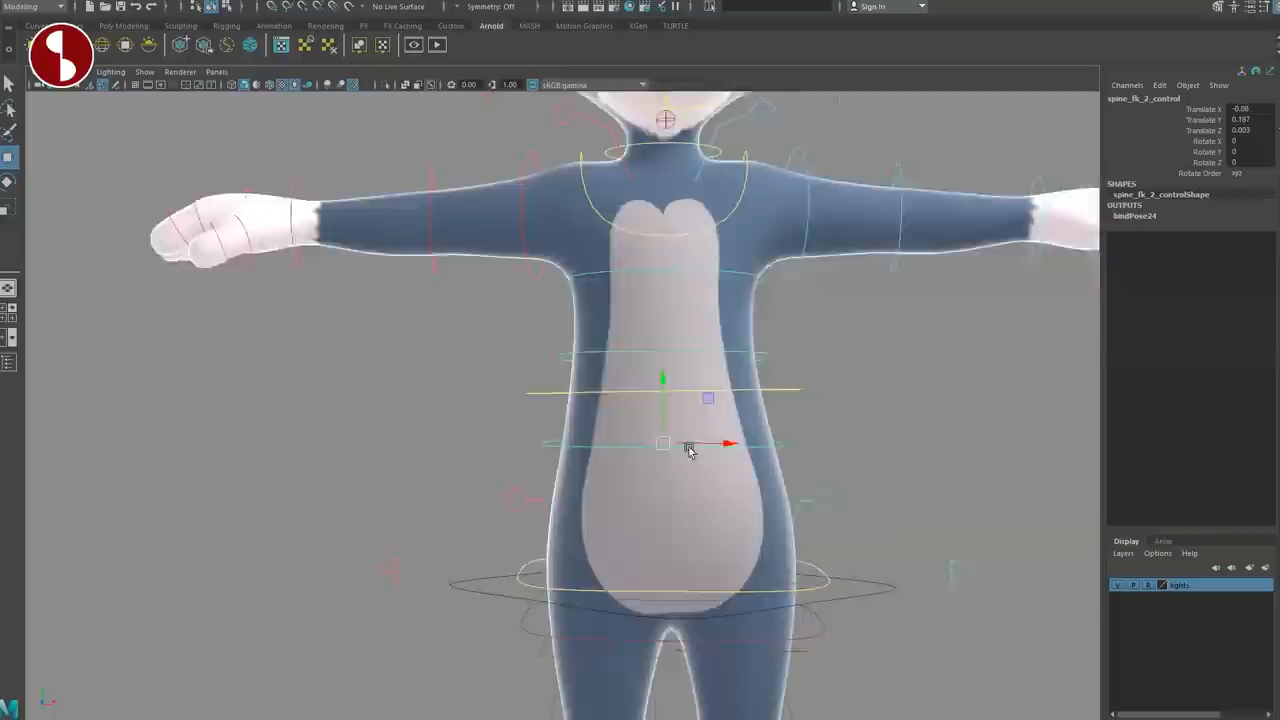 Modeling
No Live Surface
Symmetry: Off
Sign In
Poly Modeling
Sculpting
Rigging
Animation
Rendering
FX
FX Caching
Custom
Arnold
MASH
Motion Graphics
XGen
TURTLE
Lighting
Show
Renderer
Panels
0.00
1.00
sRGB gamma
Channels
Edit
Object
Show
spine_fk_2_control
Translate X -0.08
Translate Y 0.187
Translate Z 0.003
Rotate X 0
Rotate Y 0
Rotate Z 0
Rotate Order xyz
SHAPES
spine_fk_2_controlShape
OUTPUTS
bindPose24
Display
Anim
Layers
Options
Help
V
P
R
lights